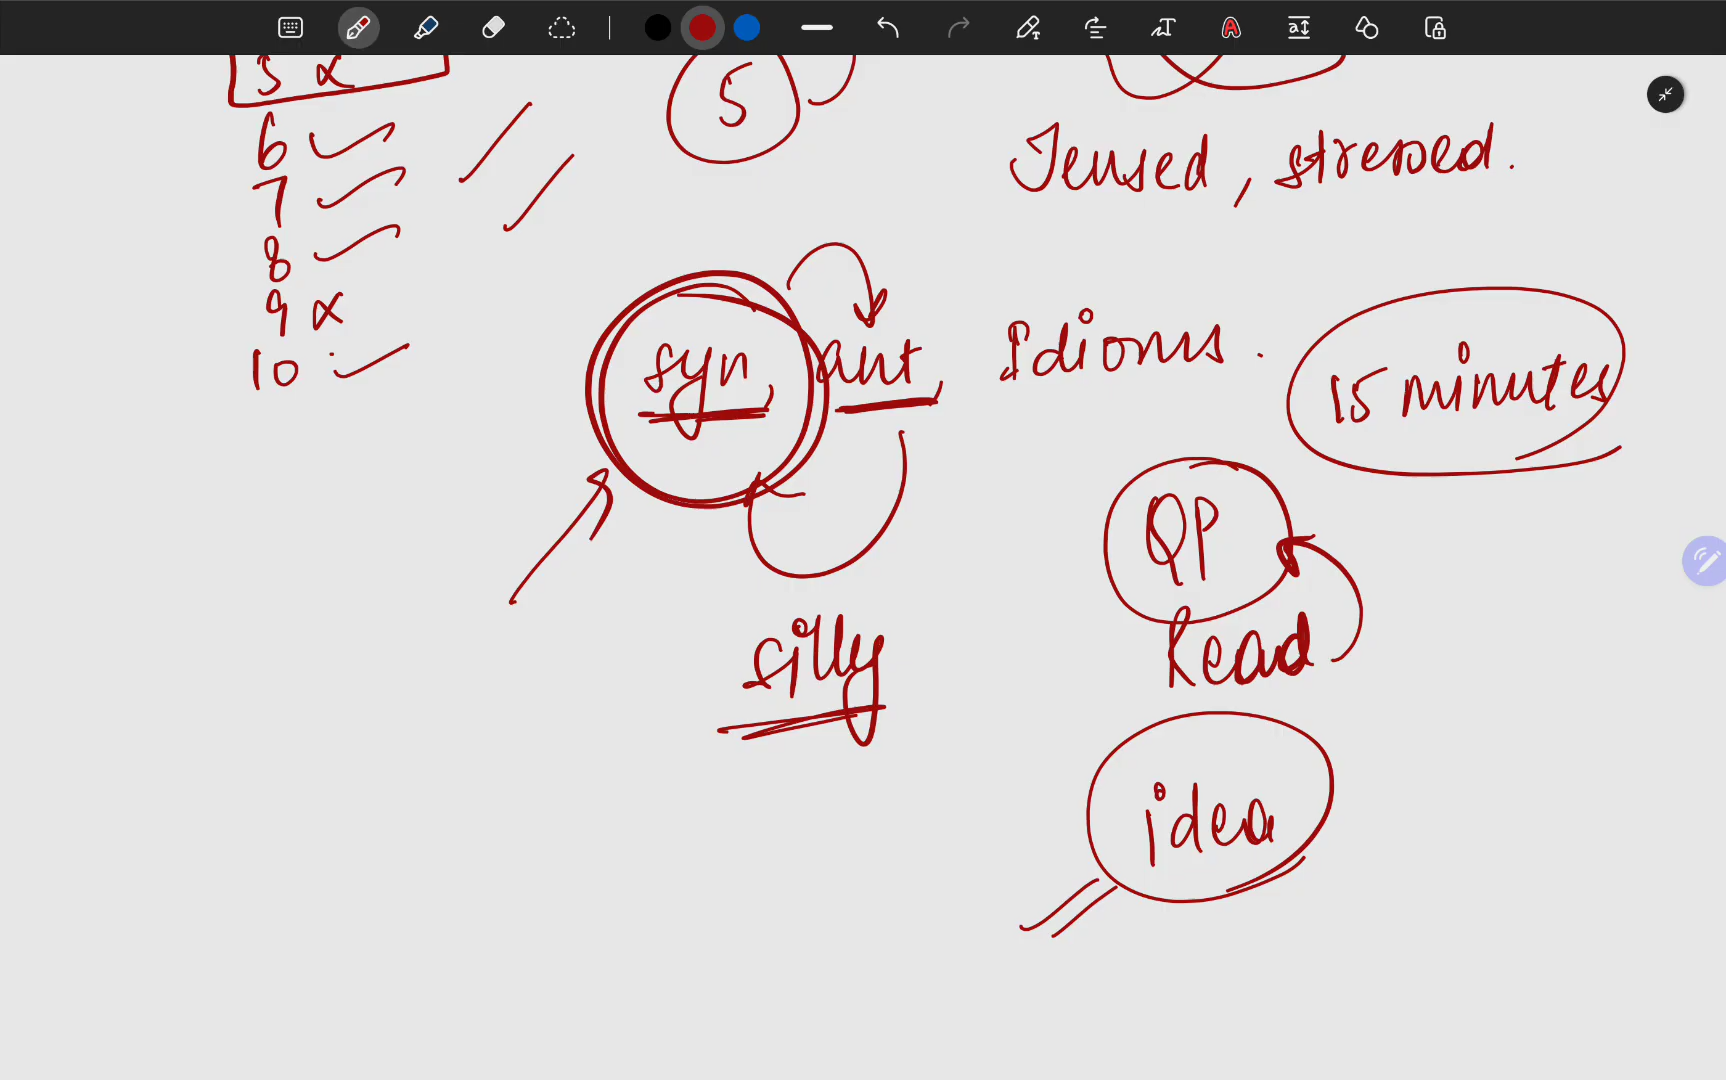 5 x
6 ✓
7 ✓
8 ✓
9 x
10 ✓
5
Tensed, stressed.
syn, ant, Idioms.
15 minutes
QP
Read
silly
idea